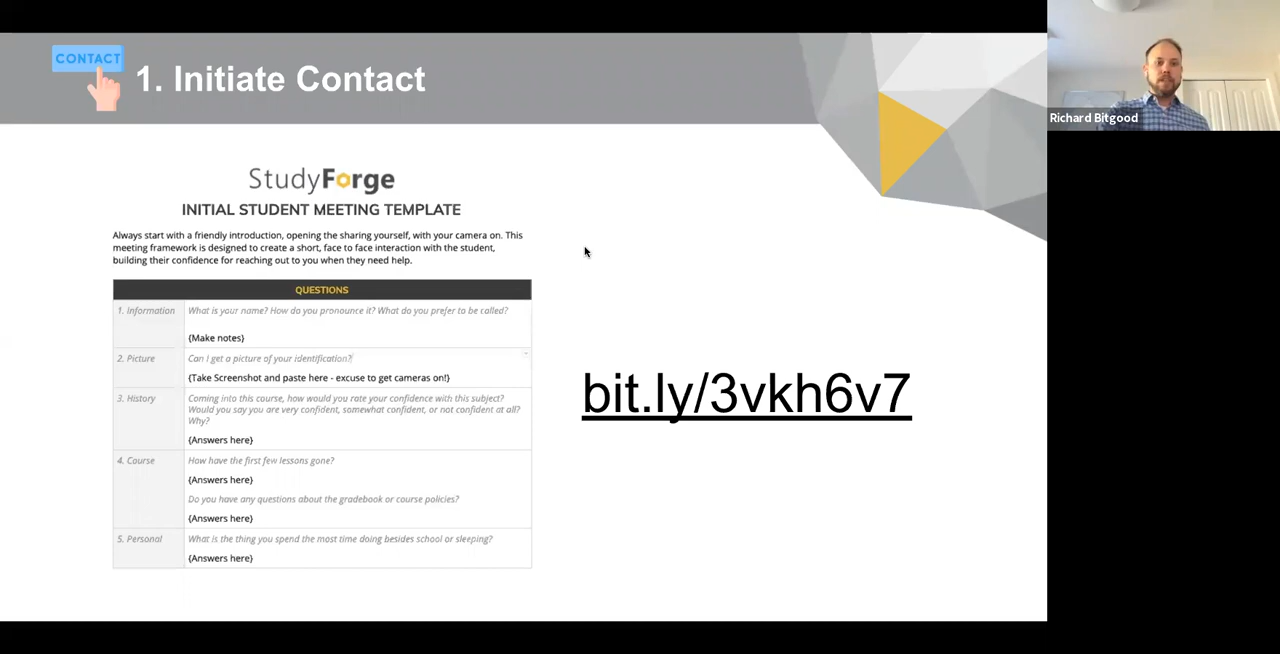 CONTACT
1. Initiate Contact
Richard Bitgood
StudyForge
INITIAL STUDENT MEETING TEMPLATE
Always start with a friendly introduction, opening the sharing yourself, with your camera on. This
meeting framework is designed to create a short, face to face interaction with the student,
building their confidence for reaching out to you when they need help.
QUESTIONS
1. Information
What is your name? How do you pronounce it? What do you prefer to be called?
{Make notes}
2. Picture
Can I get a picture of your identification?
{Take Screenshot and paste here - excuse to get cameras on!}
3. History
Coming into this course, how would you rate your confidence with this subject?
Would you say you are very confident, somewhat confident, or not confident at all?
Why?
{Answers here}
4. Course
How have the first few lessons gone?
{Answers here}
Do you have any questions about the gradebook or course policies?
{Answers here}
5. Personal
What is the thing you spend the most time doing besides school or sleeping?
{Answers here}
bit.ly/3vkh6v7